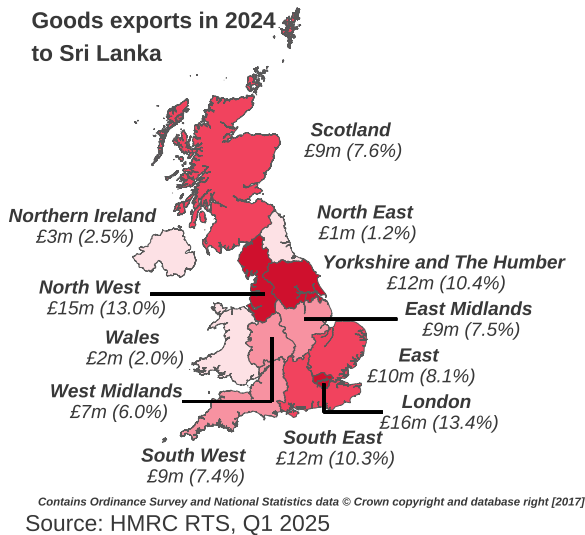 Goods exports in 2024
to Sri Lanka
Scotland
£9m (7.6%)
Northern Ireland
£3m (2.5%)
North East
£1m (1.2%)
Yorkshire and The Humber
£12m (10.4%)
North West
£15m (13.0%)
East Midlands
£9m (7.5%)
Wales
£2m (2.0%)
East
£10m (8.1%)
West Midlands
£7m (6.0%)
London
£16m (13.4%)
South East
£12m (10.3%)
South West
£9m (7.4%)
Contains Ordinance Survey and National Statistics data © Crown copyright and database right [2017]
Source: HMRC RTS, Q1 2025